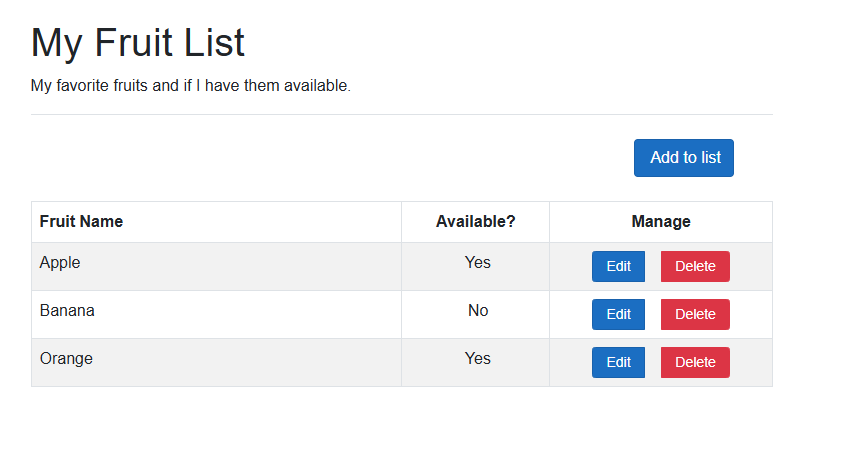 My Fruit List
My favorite fruits and if I have them available.
Add to list
Fruit Name Available? Manage
Apple Yes Edit Delete
Banana No Edit Delete
Orange Yes Edit Delete